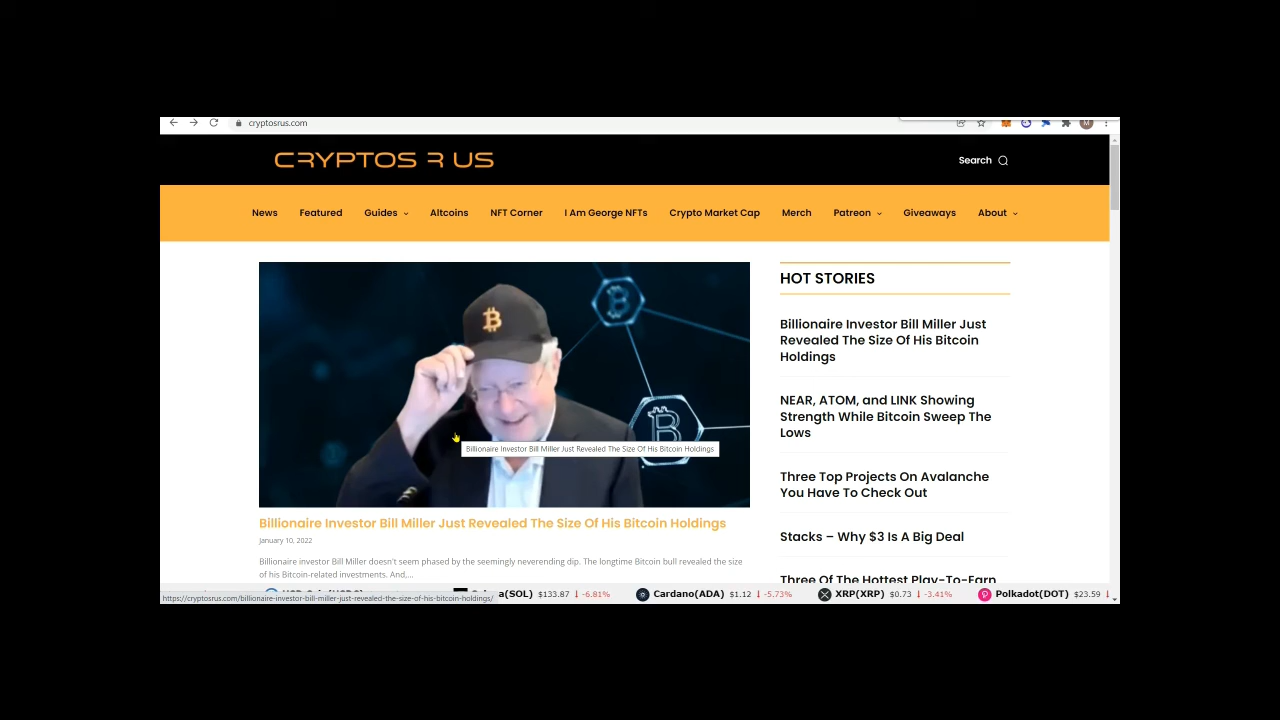 cryptosrus.com
CRYPTOS R US
Search
News Featured Guides Altcoins NFT Corner I Am George NFTs Crypto Market Cap Merch Patreon Giveaways About
HOT STORIES
Billionaire Investor Bill Miller Just
Revealed The Size Of His Bitcoin
Holdings
NEAR, ATOM, and LINK Showing
Strength While Bitcoin Sweep The
Lows
Three Top Projects On Avalanche
You Have To Check Out
Stacks – Why $3 Is A Big Deal
Three Of The Hottest Play-To-Earn
Billionaire Investor Bill Miller Just Revealed The Size Of His Bitcoin Holdings
Billionaire Investor Bill Miller Just Revealed The Size Of His Bitcoin Holdings
January 10, 2022
Billionaire investor Bill Miller doesn't seem phased by the seemingly neverending dip. The longtime Bitcoin bull revealed the size
of his Bitcoin-related investments. And,...
a(SOL) $133.87 ↓ -6.81% Cardano(ADA) $1.12 ↓ -5.73% XRP(XRP) $0.73 ↓ -3.41% Polkadot(DOT) $23.59 ↓
https://cryptosrus.com/billionaire-investor-bill-miller-just-revealed-the-size-of-his-bitcoin-holdings/